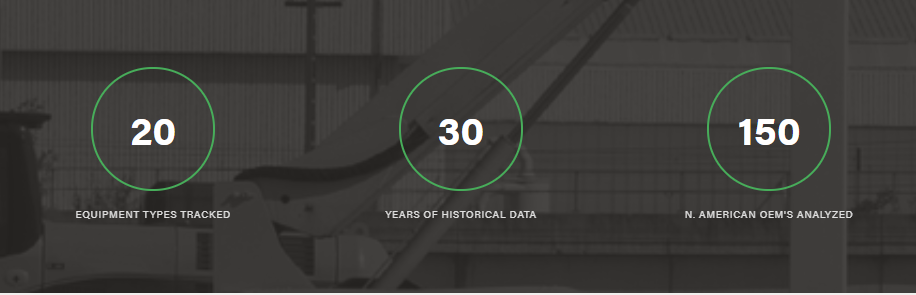 20
30
150
EQUIPMENT TYPES TRACKED
YEARS OF HISTORICAL DATA
N. AMERICAN OEM'S ANALYZED